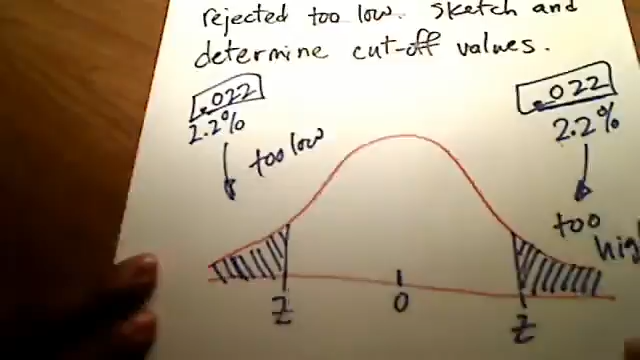 rejected too low. Sketch and
determine cut-off values.
.022
2.2%
too low
.022
2.2%
too
high
Z
0
Z